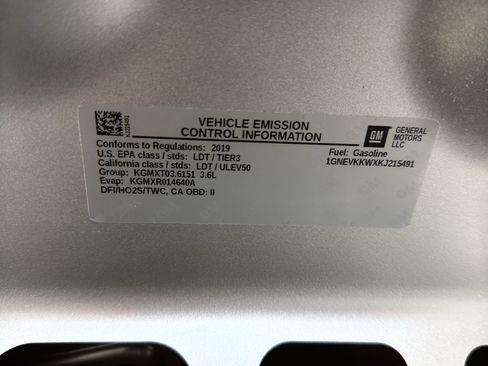 VEHICLE EMISSION
CONTROL INFORMATION
Conforms to Regulations: 2019
U.S. EPA class / stds: LDT / TIER3
California class / stds: LDT / ULEV50
Group: KGMXT03.6151 3.6L
Evap: KGMXR014640A
DFI/HO2S/TWC, CA OBD: II
KJ215491
GM
GENERAL
MOTORS
LLC
Fuel: Gasoline
1GNEVKKWXKJ215491